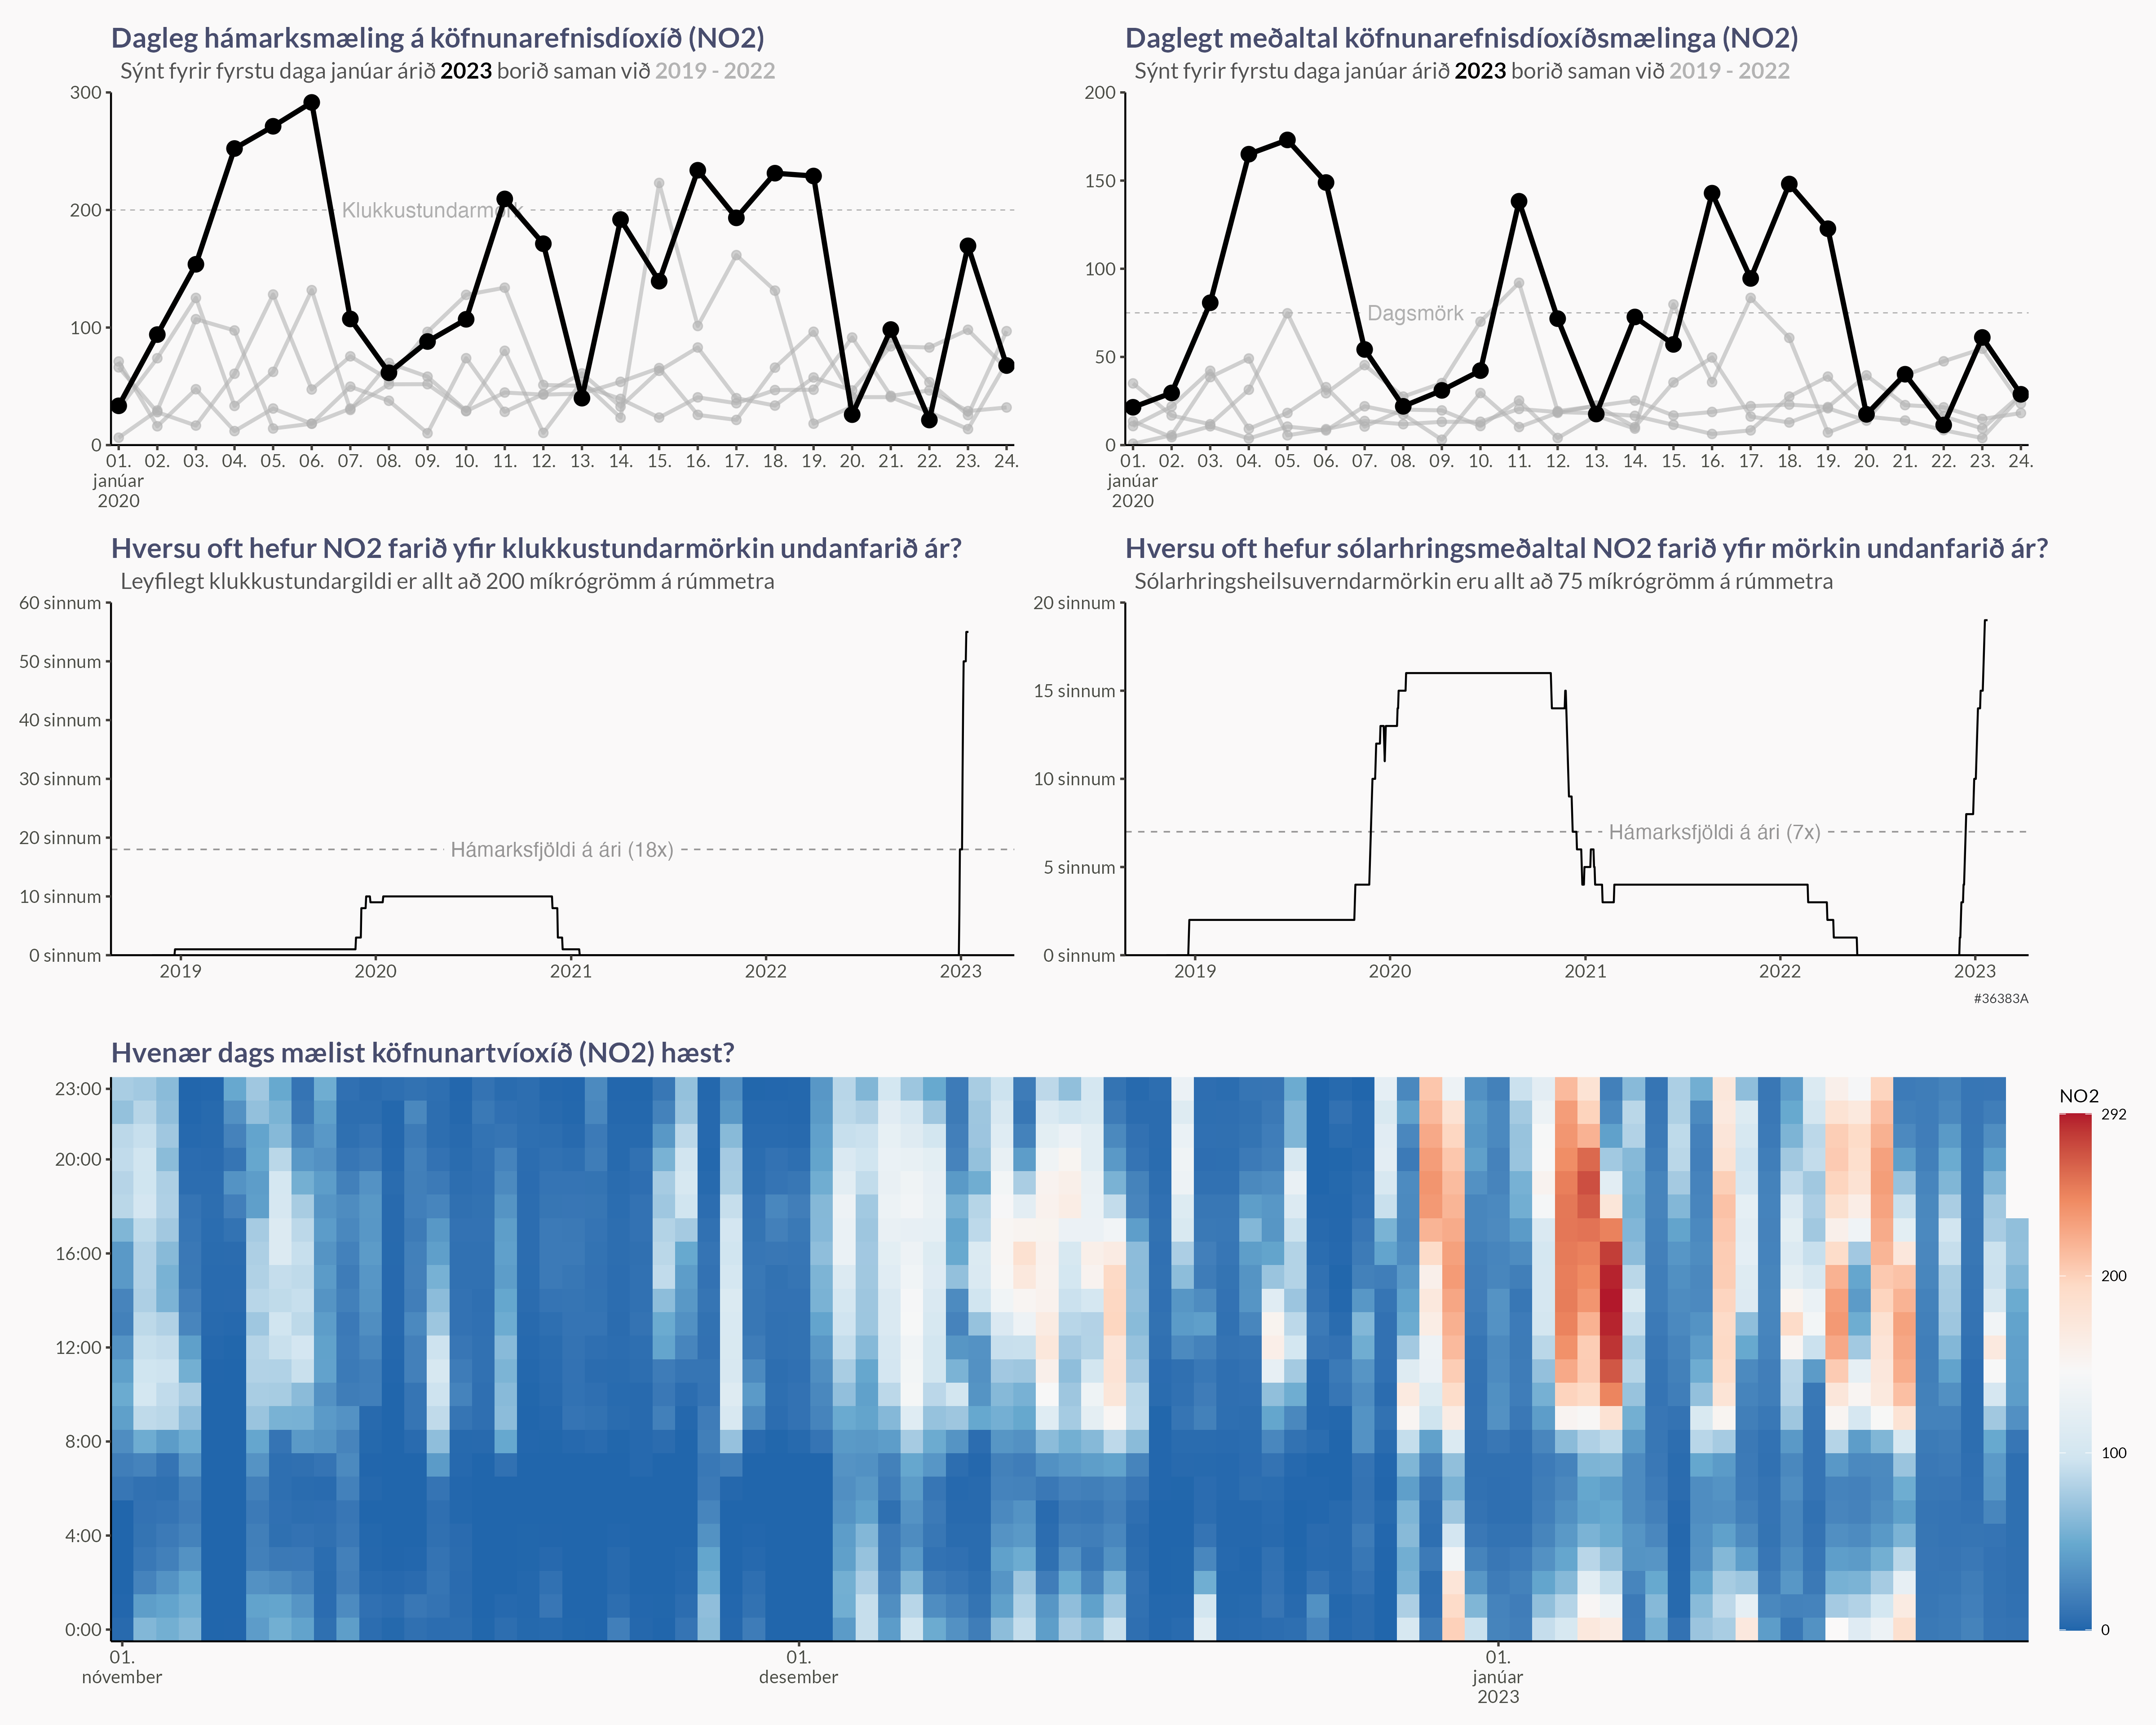 Dagleg hámarksmæling á köfnunarefnisdíoxíð (NO2)
Sýnt fyrir fyrstu daga janúar árið 2023 borið saman við 2019 - 2022
300
200
100
0
Klukkustundarmörk
01. 02. 03. 04. 05. 06. 07. 08. 09. 10. 11. 12. 13. 14. 15. 16. 17. 18. 19. 20. 21. 22. 23. 24.
janúar
2020
Daglegt meðaltal köfnunarefnisdíoxíðsmælinga (NO2)
Sýnt fyrir fyrstu daga janúar árið 2023 borið saman við 2019 - 2022
200
150
100
50
0
Dagsmörk
01. 02. 03. 04. 05. 06. 07. 08. 09. 10. 11. 12. 13. 14. 15. 16. 17. 18. 19. 20. 21. 22. 23. 24.
janúar
2020
Hversu oft hefur NO2 farið yfir klukkustundarmörkin undanfarið ár?
Leyfilegt klukkustundargildi er allt að 200 míkrógrömm á rúmmetra
60 sinnum
50 sinnum
40 sinnum
30 sinnum
20 sinnum
10 sinnum
0 sinnum
Hámarksfjöldi á ári (18x)
2019 2020 2021 2022 2023
Hversu oft hefur sólarhringsmeðaltal NO2 farið yfir mörkin undanfarið ár?
Sólarhringsheilsuverndarmörkin eru allt að 75 míkrógrömm á rúmmetra
20 sinnum
15 sinnum
10 sinnum
5 sinnum
0 sinnum
Hámarksfjöldi á ári (7x)
2019 2020 2021 2022 2023
#36383A
Hvenær dags mælist köfnunartvíoxíð (NO2) hæst?
23:00
20:00
16:00
12:00
8:00
4:00
0:00
01. 01. 01.
nóvember desember janúar
2023
NO2
292
200
100
0